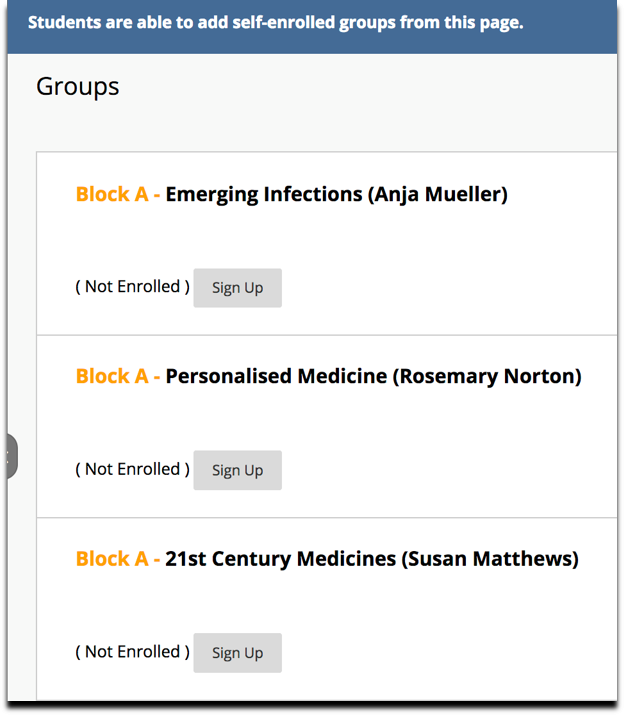 Students are able to add self-enrolled groups from this page.
Groups
Block A - Emerging Infections (Anja Mueller)
( Not Enrolled ) Sign Up
Block A - Personalised Medicine (Rosemary Norton)
( Not Enrolled ) Sign Up
Block A - 21st Century Medicines (Susan Matthews)
( Not Enrolled ) Sign Up